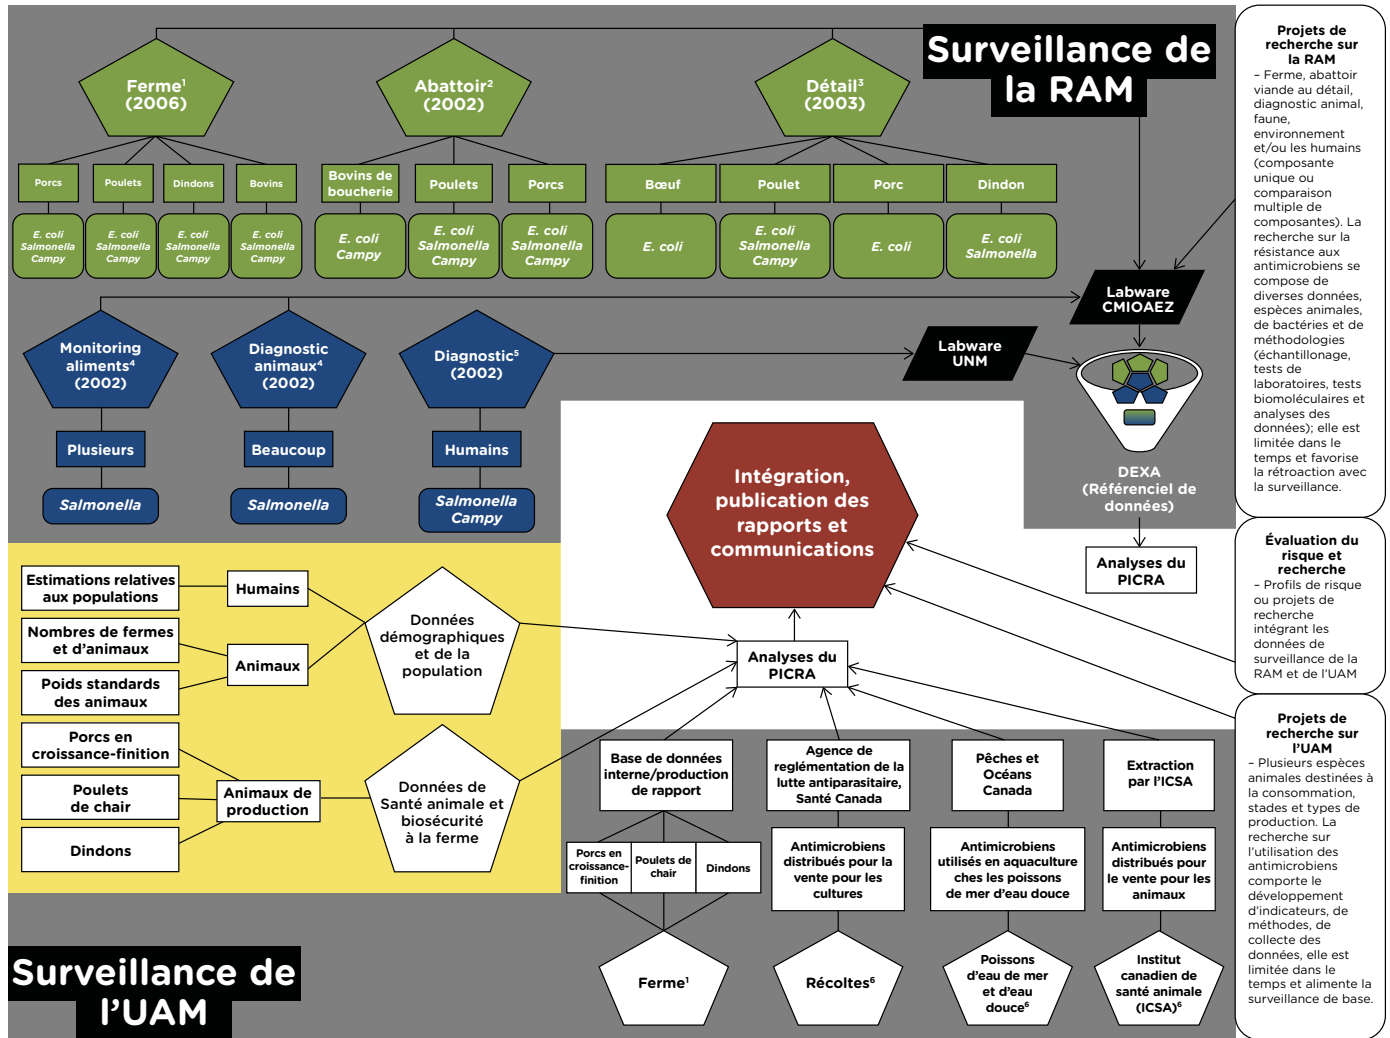 Surveillance de
la RAM
Ferme¹
(2006)
Abattoir²
(2002)
Détail³
(2003)
Porcs
Poulets
Dindons
Bovins
Bovins de
boucherie
Poulets
Porcs
Bœuf
Poulet
Porc
Dindon
E. coli
Salmonella
Campy
E. coli
Salmonella
Campy
E. coli
Salmonella
Campy
E. coli
Salmonella
Campy
E. coli
Campy
E. coli
Salmonella
Campy
E. coli
Salmonella
Campy
E. coli
E. coli
Salmonella
Campy
E. coli
E. coli
Salmonella
Labware
CMIOAEZ
Monitoring
aliments⁴
(2002)
Diagnostic
animaux⁴
(2002)
Diagnostic⁵
(2002)
Labware
UNM
Plusieurs
Beaucoup
Humains
Salmonella
Salmonella
Salmonella
Campy
DEXA
(Référenciel de
données)
Analyses du
PICRA
Intégration,
publication des
rapports et
communications
Projets de
recherche sur
la RAM
– Ferme, abattoir
viande au détail,
diagnostic animal,
faune,
environnement
et/ou les humains
(composante
unique ou
comparaison
multiple de
composantes). La
recherche sur la
résistance aux
antimicrobiens se
compose de
diverses données,
espèces animales,
de bactéries et de
méthodologies
(échantillonage,
tests de
laboratoires, tests
biomoléculaires et
analyses des
données); elle est
limitée dans le
temps et favorise
la rétroaction avec
la surveillance.
Évaluation du
risque et
recherche
– Profils de risque
ou projets de
recherche
intégrant les
données de
surveillance de la
RAM et de l'UAM
Projets de
recherche sur
l'UAM
– Plusieurs espèces
animales destinées à
la consommation,
stades et types de
production. La
recherche sur
l'utilisation des
antimicrobiens
comporte le
développement
d'indicateurs, de
méthodes, de
collecte des
données, elle est
limitée dans le
temps et alimente la
surveillance de base.
Estimations relatives
aux populations
Humains
Nombres de fermes
et d'animaux
Animaux
Poids standards
des animaux
Données
démographiques
et de la
population
Porcs en
croissance-finition
Poulets
de chair
Dindons
Animaux de
production
Données de
Santé animale et
biosécurité
à la ferme
Analyses du
PICRA
Base de données
interne/production
de rapport
Agence de
reglémentation de la
lutte antiparasitaire,
Santé Canada
Pêches et
Océans
Canada
Extraction
par l'ICSA
Porcs en
croissance-
finition
Poulets de
chair
Dindons
Antimicrobiens
distribués pour la
vente pour les
cultures
Antimicrobiens
utilisés en aquaculture
ches les poissons
de mer d'eau douce
Antimicrobiens
distribués pour
le vente pour les
animaux
Ferme¹
Récoltes⁶
Poissons
d'eau de mer
et d'eau
douce⁶
Institut
canadien de
santé animale
(ICSA)⁶
Surveillance de
l'UAM